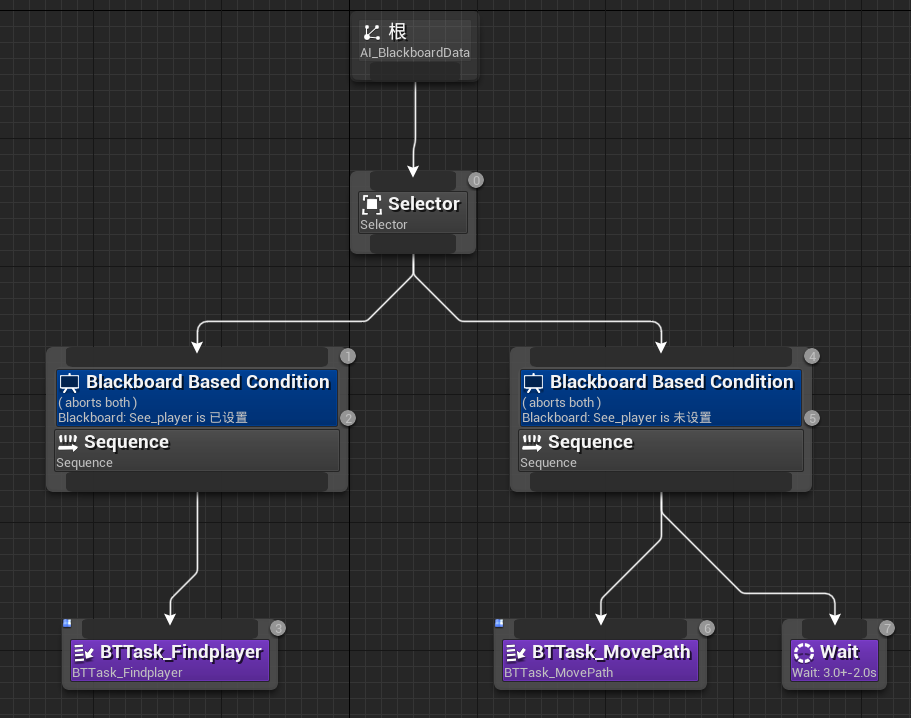 根
AI_BlackboardData
0
Selector
Selector
1
Blackboard Based Condition
( aborts both )
Blackboard: See_player is 已设置
2
Sequence
Sequence
4
Blackboard Based Condition
( aborts both )
Blackboard: See_player is 未设置
5
Sequence
Sequence
3
BTTask_Findplayer
BTTask_Findplayer
6
BTTask_MovePath
BTTask_MovePath
7
Wait
Wait: 3.0+-2.0s